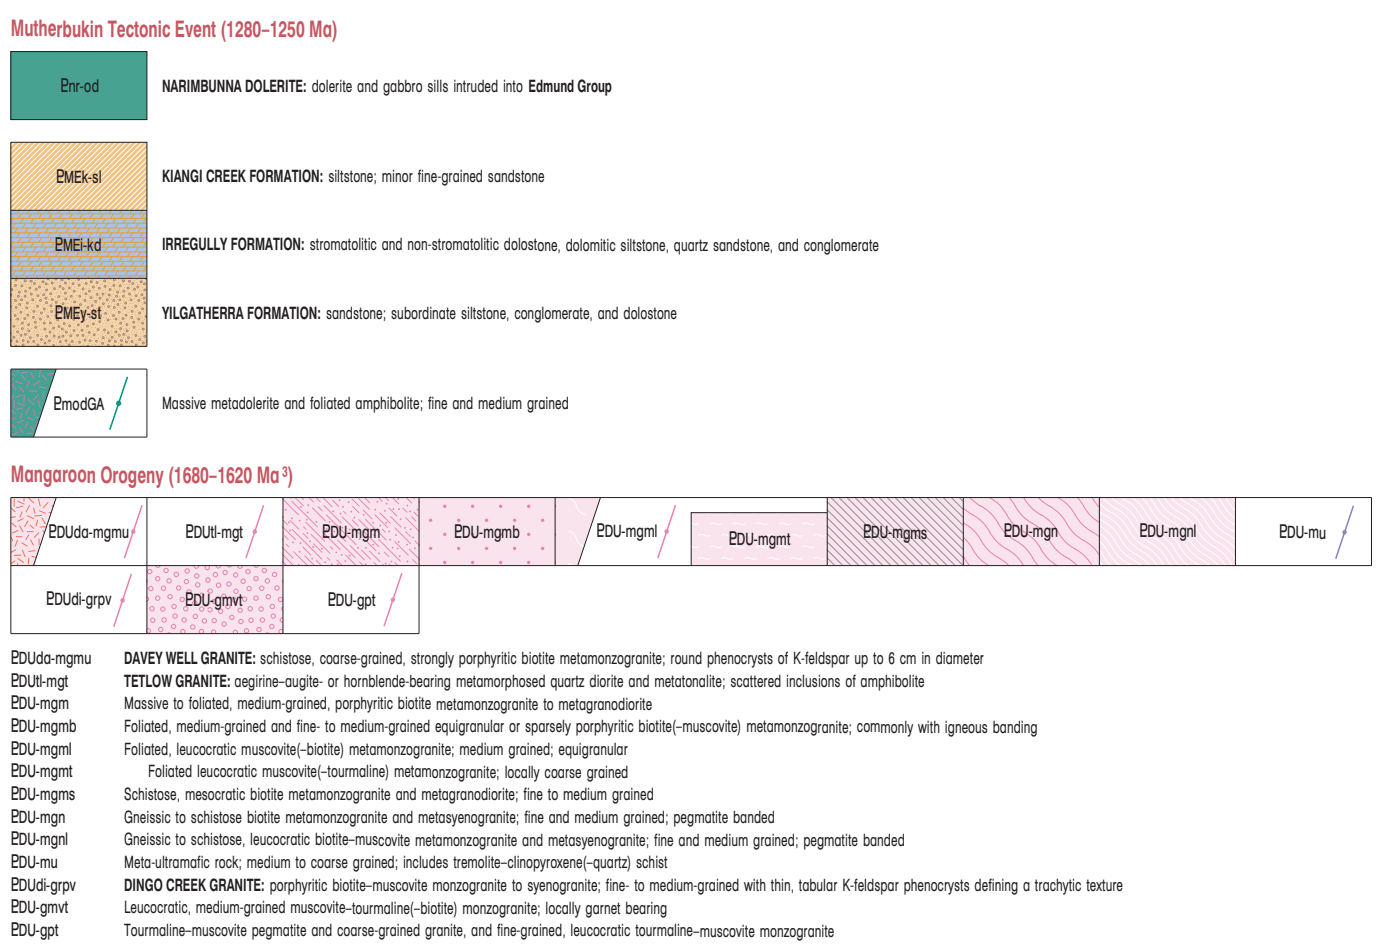 Mutherbukin Tectonic Event (1280–1250 Ma)
Ꝑnr-od NARIMBUNNA DOLERITE: dolerite and gabbro sills intruded into Edmund Group
ꝐMEk-sl KIANGI CREEK FORMATION: siltstone; minor fine-grained sandstone
ꝐMEi-kd IRREGULLY FORMATION: stromatolitic and non-stromatolitic dolostone, dolomitic siltstone, quartz sandstone, and conglomerate
ꝐMEy-st YILGATHERRA FORMATION: sandstone; subordinate siltstone, conglomerate, and dolostone
ꝐmodGA Massive metadolerite and foliated amphibolite; fine and medium grained
Mangaroon Orogeny (1680–1620 Ma³)
ꝐDUda-mgmu ꝐDUtl-mgt ꝐDU-mgm ꝐDU-mgmb ꝐDU-mgml ꝐDU-mgmt ꝐDU-mgms ꝐDU-mgn ꝐDU-mgnl ꝐDU-mu
ꝐDUdi-grpv ꝐDU-gmvt ꝐDU-gpt
ꝐDUda-mgmu DAVEY WELL GRANITE: schistose, coarse-grained, strongly porphyritic biotite metamonzogranite; round phenocrysts of K-feldspar up to 6 cm in diameter
ꝐDUtl-mgt TETLOW GRANITE: aegirine–augite- or hornblende-bearing metamorphosed quartz diorite and metatonalite; scattered inclusions of amphibolite
ꝐDU-mgm Massive to foliated, medium-grained, porphyritic biotite metamonzogranite to metagranodiorite
ꝐDU-mgmb Foliated, medium-grained and fine- to medium-grained equigranular or sparsely porphyritic biotite(–muscovite) metamonzogranite; commonly with igneous banding
ꝐDU-mgml Foliated, leucocratic muscovite(–biotite) metamonzogranite; medium grained; equigranular
ꝐDU-mgmt Foliated leucocratic muscovite(–tourmaline) metamonzogranite; locally coarse grained
ꝐDU-mgms Schistose, mesocratic biotite metamonzogranite and metagranodiorite; fine to medium grained
ꝐDU-mgn Gneissic to schistose biotite metamonzogranite and metasyenogranite; fine and medium grained; pegmatite banded
ꝐDU-mgnl Gneissic to schistose, leucocratic biotite–muscovite metamonzogranite and metasyenogranite; fine and medium grained; pegmatite banded
ꝐDU-mu Meta-ultramafic rock; medium to coarse grained; includes tremolite–clinopyroxene(–quartz) schist
ꝐDUdi-grpv DINGO CREEK GRANITE: porphyritic biotite–muscovite monzogranite to syenogranite; fine- to medium-grained with thin, tabular K-feldspar phenocrysts defining a trachytic texture
ꝐDU-gmvt Leucocratic, medium-grained muscovite–tourmaline(–biotite) monzogranite; locally garnet bearing
ꝐDU-gpt Tourmaline–muscovite pegmatite and coarse-grained granite, and fine-grained, leucocratic tourmaline–muscovite monzogranite